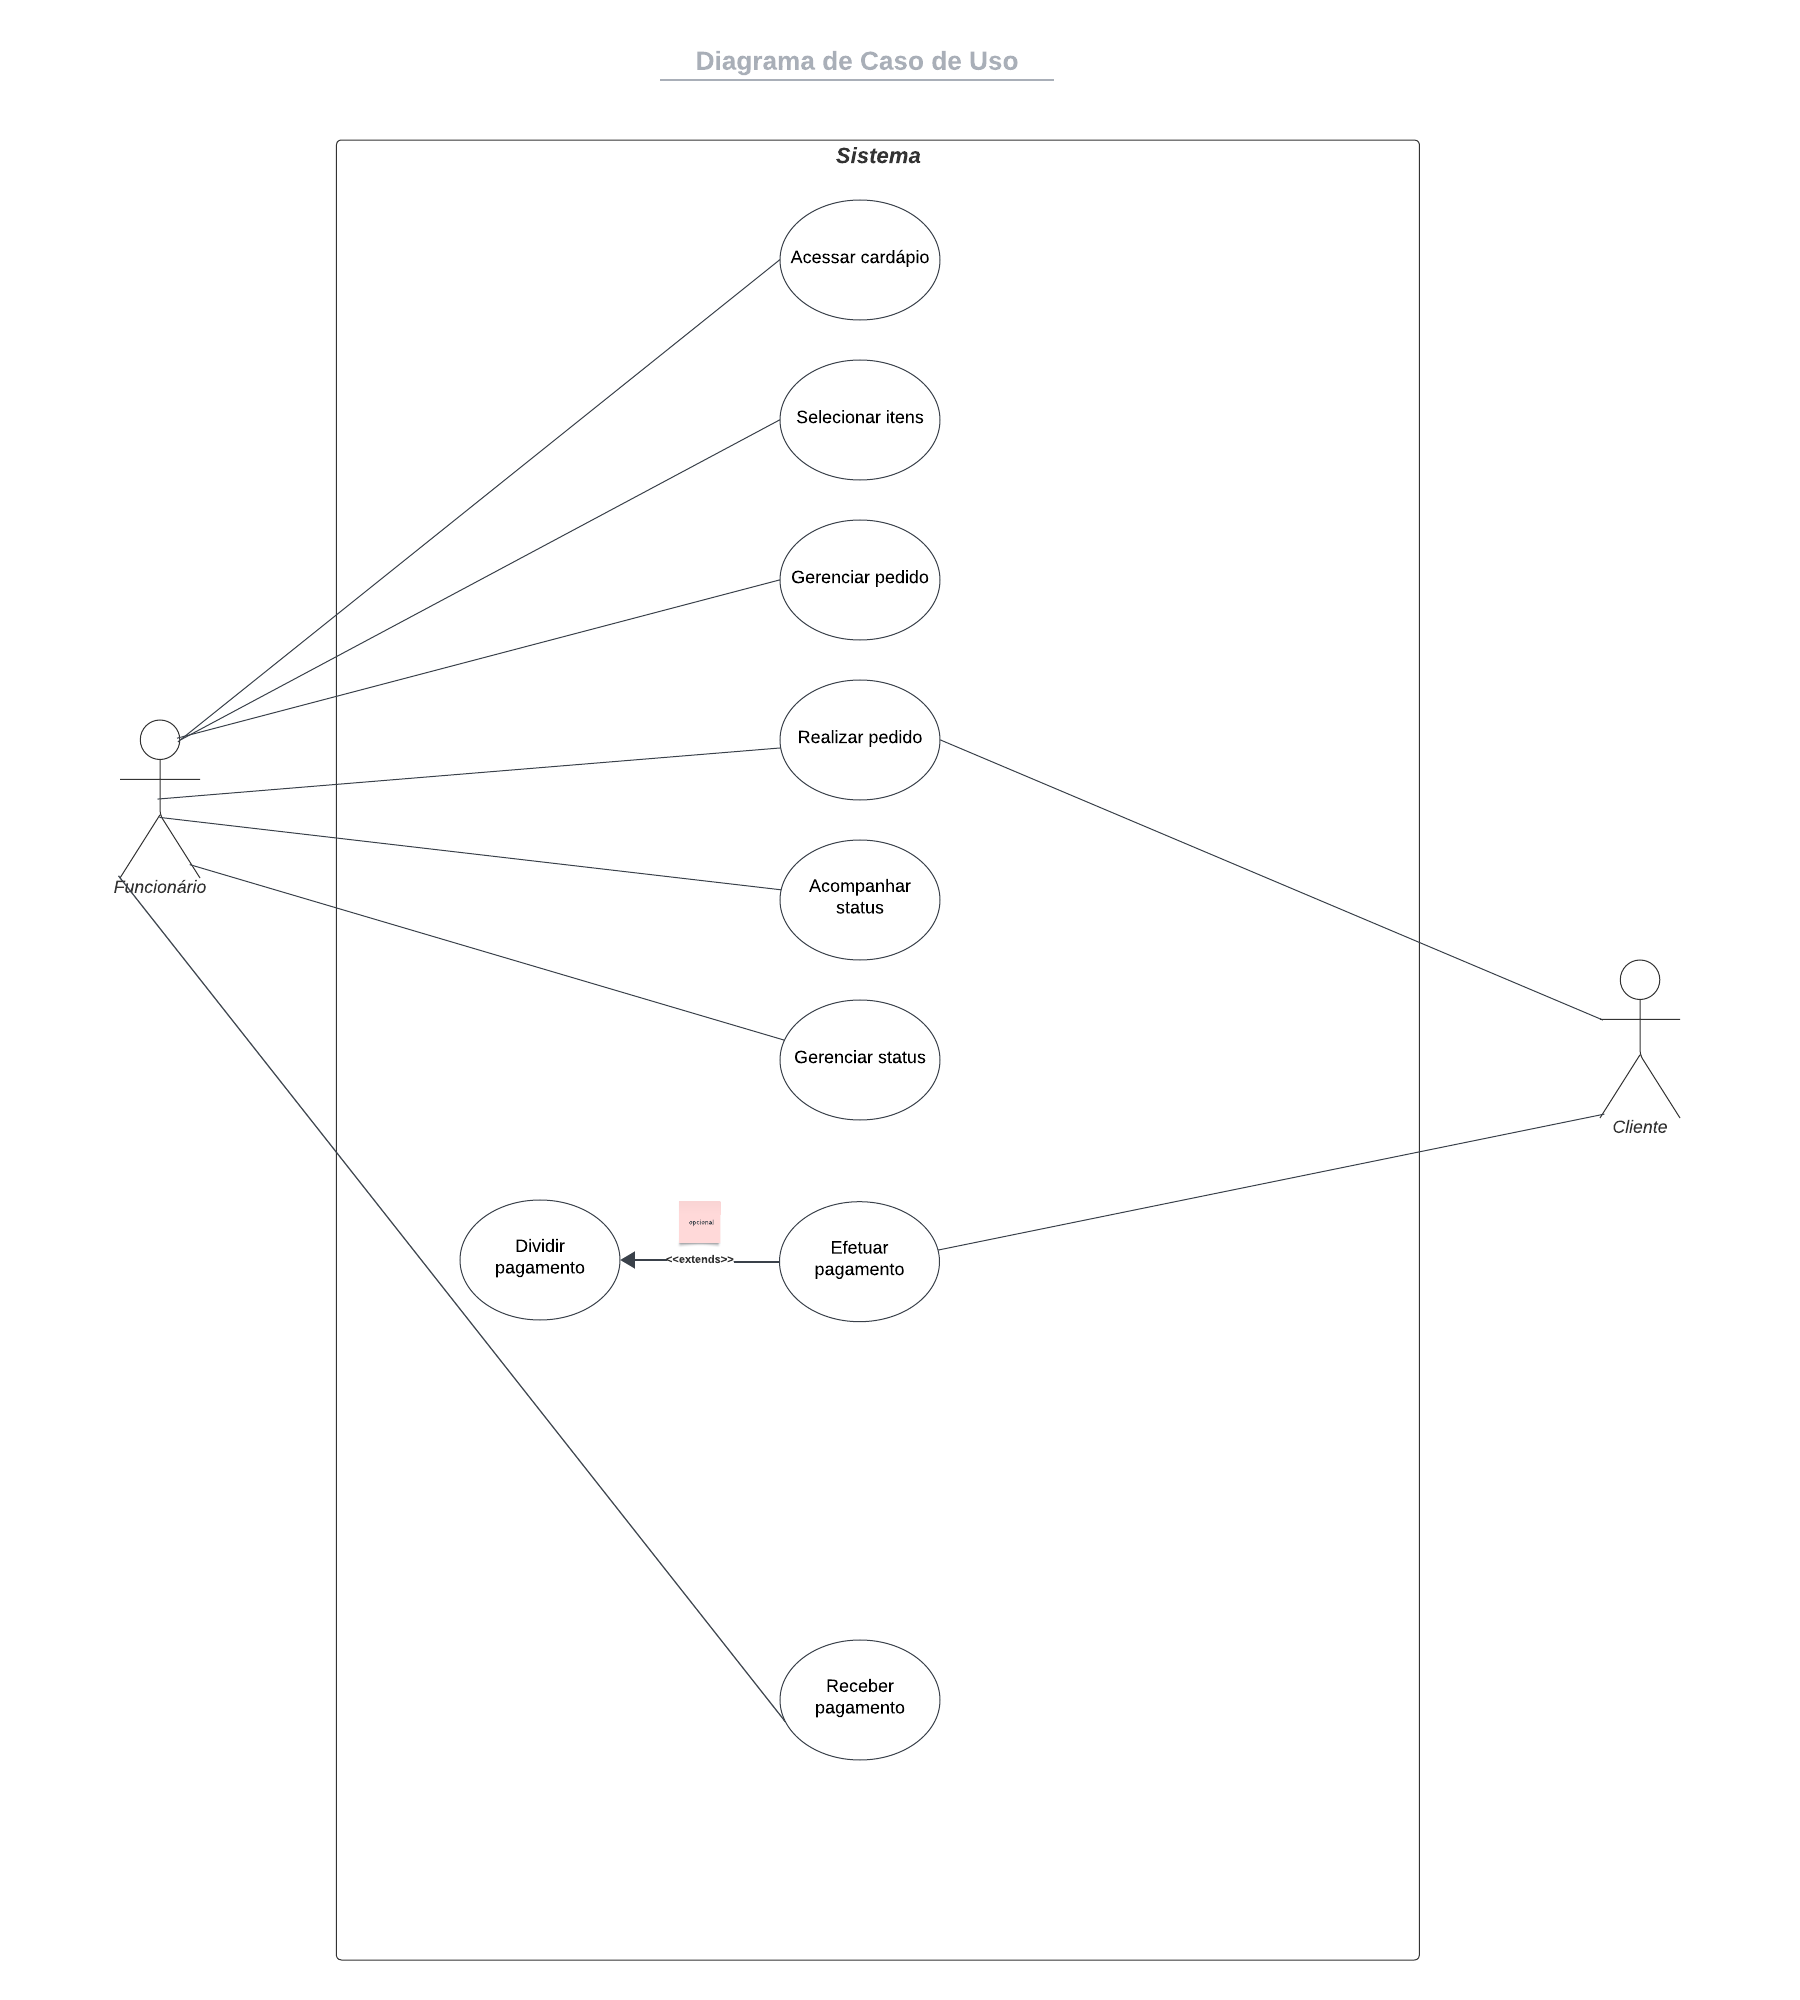 Diagrama de Caso de Uso
Sistema
Acessar cardápio
Selecionar itens
Gerenciar pedido
Realizar pedido
Funcionário
Acompanhar
status
Gerenciar status
Cliente
Dividir
pagamento
opcional
<<extends>>
Efetuar
pagamento
Receber
pagamento